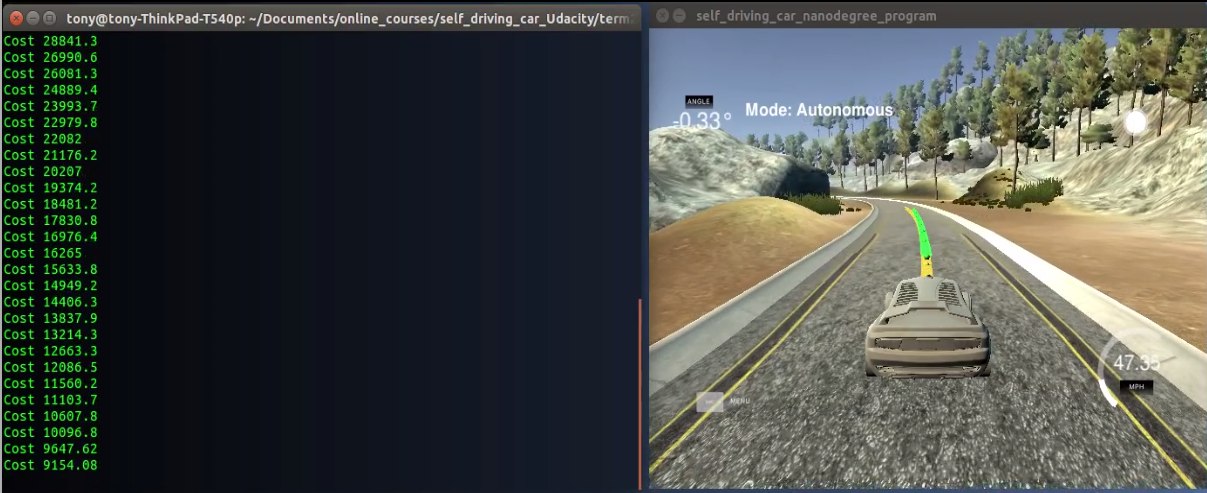 tony@tony-ThinkPad-T540p: ~/Documents/online_courses/self_driving_car_Udacity/term
Cost 28841.3
Cost 26990.6
Cost 26081.3
Cost 24889.4
Cost 23993.7
Cost 22979.8
Cost 22082
Cost 21176.2
Cost 20207
Cost 19374.2
Cost 18481.2
Cost 17830.8
Cost 16976.4
Cost 16265
Cost 15633.8
Cost 14949.2
Cost 14406.3
Cost 13837.9
Cost 13214.3
Cost 12663.3
Cost 12086.5
Cost 11560.2
Cost 11103.7
Cost 10607.8
Cost 10096.8
Cost 9647.62
Cost 9154.08
self_driving_car_nanodegree_program
ANGLE
-0.33°
Mode: Autonomous
47.35
MPH
MENU